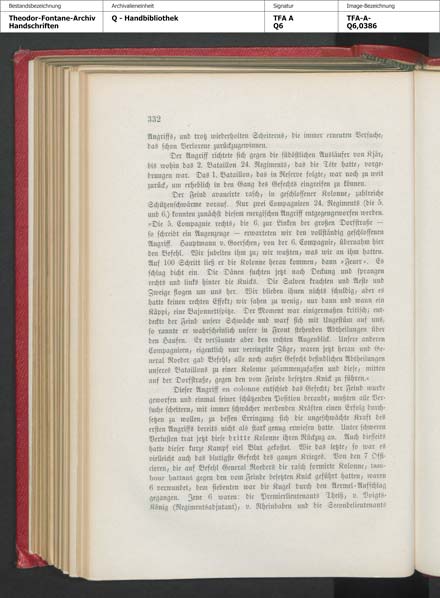 Bestandsbezeichnung
Archivalieneinheit
Signatur
Image-Bezeichnung
Theodor-Fontane-Archiv
Handschriften
Q - Handbibliothek
TFA A
Q6
TFA-A-
Q6,0386
332
Angriffs, und trotz wiederholten Scheiterns, die immer erneuten Versuche,
das schon Verlorene zurückzugewinnen.
Der Angriff richtete sich gegen die südöstlichen Ausläufer von Kjär,
bis wohin das 2. Bataillon 24. Regiments, das die Tête hatte, vorge-
drungen war. Das 1. Bataillon, das in Reserve folgte, war noch zu weit
zurück, um erheblich in den Gang des Gefechts eingreifen zu können.
Der Feind avancirte rasch, in geschlossener Kolonne, zahlreiche
Schützenschwärme vorauf. Nur zwei Compagnieen 24. Regiments (die 5.
und 6.) konnten zunächst diesem energischen Angriff entgegengeworfen werden.
»Die 5. Compagnie rechts, die 6. zur Linken der großen Dorfstraße —
so schreibt ein Augenzeuge — erwarteten wir den vollständig geschlossenen
Angriff. Hauptmann v. Goerschen, von der 6. Compagnie, übernahm hier
den Befehl. Wir jubelten ihm zu; wir wußten, was wir an ihm hatten.
Auf 100 Schritt ließ er die Kolonne heran kommen, dann »Feuer«. Es
schlug dicht ein. Die Dänen suchten jetzt nach Deckung und sprangen
rechts und links hinter die Knicks. Die Salven krachten und Aeste und
Zweige flogen um uns her. Wir blieben ihnen nichts schuldig; aber es
hatte keinen rechten Effekt; wir sahen zu wenig, nur dann und wann ein
Käppi, eine Bajonnetspitze. Der Moment war einigermaßen kritisch; ent-
deckte der Feind unsere Schwäche und warf sich mit Ungestüm auf uns,
so rannte er wahrscheinlich unsere in Front stehenden Abtheilungen über
den Haufen. Er versäumte aber den rechten Augenblick. Unsere anderen
Compagnieen, eigentlich nur vereinzelte Züge, waren jetzt heran und Ge-
neral Roeder gab Befehl, alle noch außer Gefecht befindlichen Abtheilungen
unseres Bataillons zu einer Kolonne zusammenzufassen und diese, mitten
auf der Dorfstraße, gegen den vom Feinde besetzten Knick zu führen.«
Dieser Angriff en colonne entschied das Gefecht; der Feind wurde
geworfen und einmal seiner schützenden Position beraubt, mußten alle Ver-
suche scheitern, mit immer schwächer werdenden Kräften einen Erfolg durch-
setzen zu wollen, zu dessen Erringung sich die ungeschwächte Kraft des
ersten Angriffs bereits nicht als stark genug erwiesen hatte. Unter schweren
Verlusten trat jetzt diese dritte Kolonne ihren Rückzug an. Auch diesseits
hatte dieser kurze Kampf viel Blut gekostet. Wie das letzte, so war es
vielleicht auch das blutigste Gefecht des ganzen Krieges. Von den 7 Offi-
cieren, die auf Befehl General Roeders die rasch formirte Kolonne, tam-
bour battant gegen den vom Feinde besetzten Knick geführt hatten, waren
6 verwundet; dem siebenten war die Kugel durch den Aermel-Aufschlag
gegangen. Jene 6 waren: die Premierlieutenants Theiß, v. Voigts-
König (Regimentsadjutant), v. Rheinbaben und die Secondelieutenants